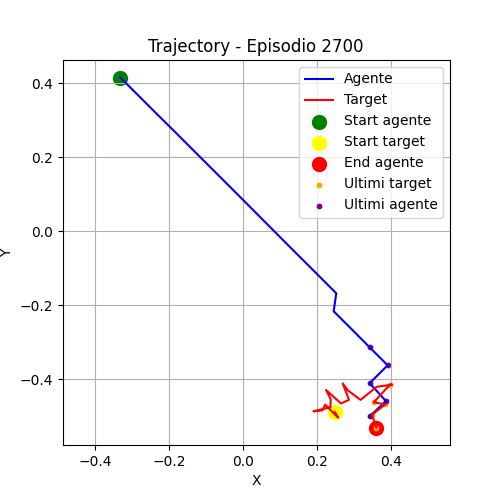 Trajectory - Episodio 2700
Agente
Target
Start agente
Start target
End agente
Ultimi target
Ultimi agente
0.4
0.2
0.0
−0.2
−0.4
Y
−0.4
−0.2
0.0
0.2
0.4
X